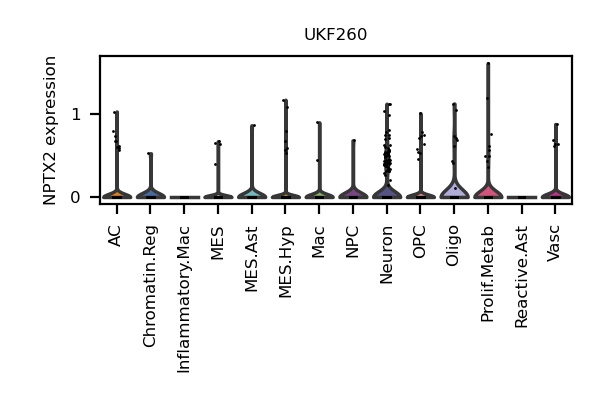 UKF260
NPTX2 expression
1
0
AC
Chromatin.Reg
Inflammatory.Mac
MES
MES.Ast
MES.Hyp
Mac
NPC
Neuron
OPC
Oligo
Prolif.Metab
Reactive.Ast
Vasc